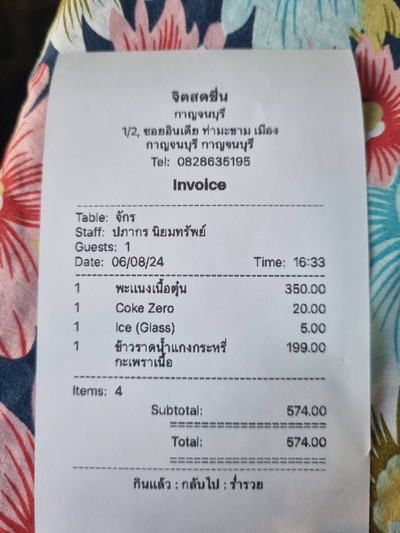 จิตสดชื่น
กาญจนบุรี
1/2, ซอยอินเดีย ท่ามะขาม เมือง
กาญจนบุรี กาญจนบุรี
Tel: 0828635195
Invoice
Table: จักร
Staff: ปภากร นิยมทรัพย์
Guests: 1
Date: 06/08/24 Time: 16:33
1 พะแนงเนื้อตุ๋น 350.00
1 Coke Zero 20.00
1 Ice (Glass) 5.00
1 ข้าวราดน้ำแกงกระหรี่ 199.00
กะเพราเนื้อ
Items: 4
Subtotal: 574.00
Total: 574.00
กินแล้ว : กลับไป : ร่ำรวย